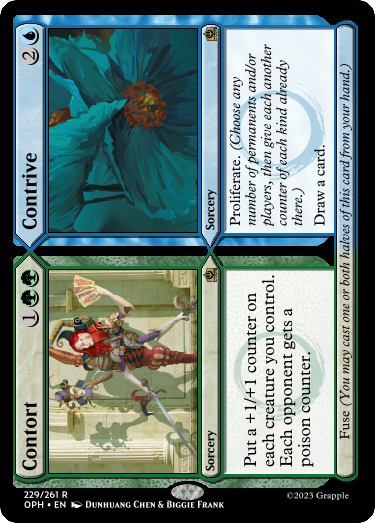 Contort 1
Sorcery
Put a +1/+1 counter on
each creature you control.
Each opponent gets a
poison counter.
Contrive 2
Sorcery
Proliferate. (Choose any
number of permanents and/or
players, then give each another
counter of each kind already
there.)
Draw a card.
Fuse (You may cast one or both halves of this card from your hand.)
229/261 R
OPH • EN Dunhuang Chen & Biggie Frank
©2023 Grapple